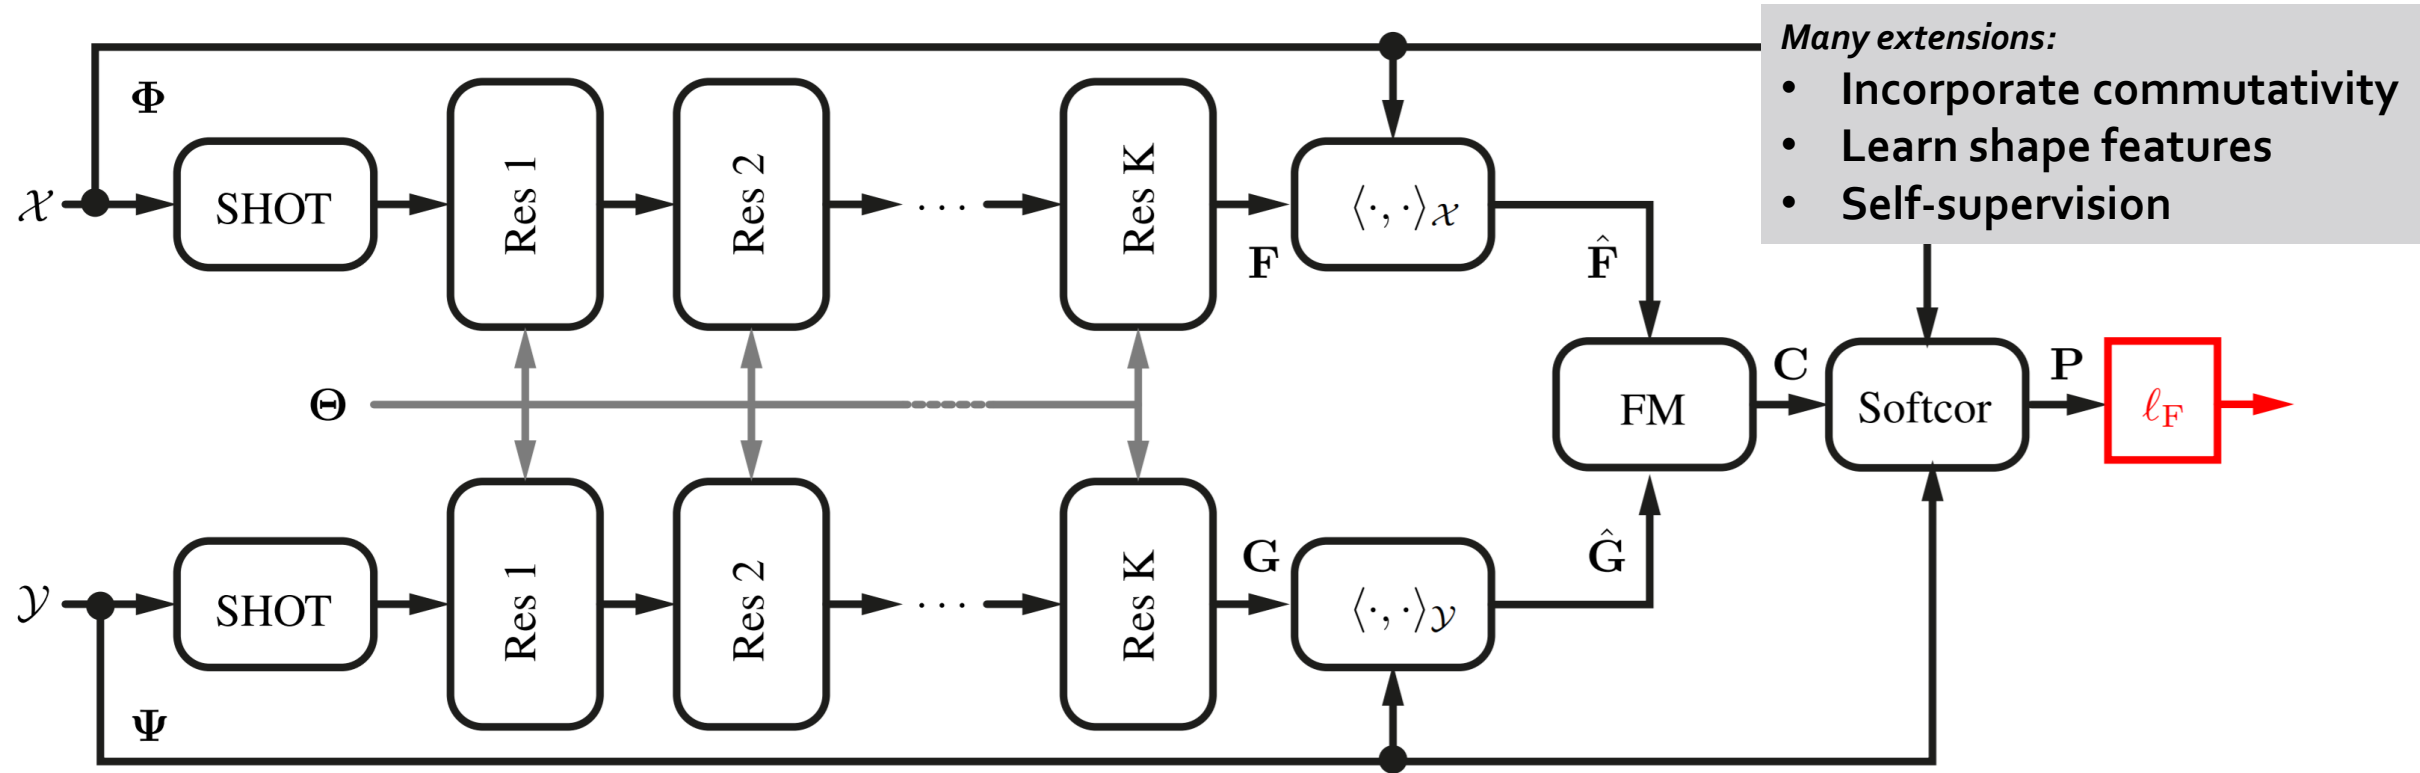 Many extensions:
• Incorporate commutativity
• Learn shape features
• Self-supervision
Φ
𝒳
SHOT
Res 1
Res 2
· · ·
Res K
F
⟨·, ·⟩𝒳
F̂
Θ
FM
C
Softcor
P
ℓF
𝒴
SHOT
Res 1
Res 2
· · ·
Res K
G
⟨·, ·⟩𝒴
Ĝ
Ψ